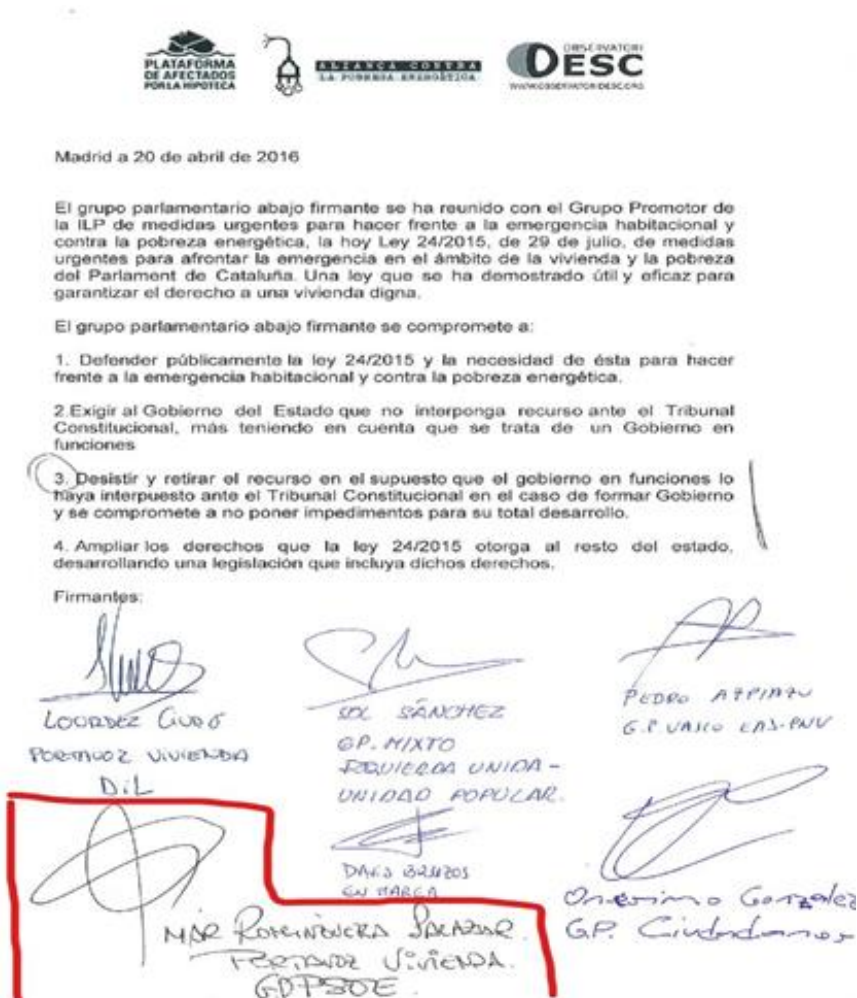 PLATAFORMA
DE AFECTADOS
POR LA HIPOTECA
ALIANÇA CONTRA
LA POBRESA ENERGÈTICA
OBSERVATORI
DESC
WWW.OBSERVATORIDESC.ORG
Madrid a 20 de abril de 2016
El grupo parlamentario abajo firmante se ha reunido con el Grupo Promotor de
la ILP de medidas urgentes para hacer frente a la emergencia habitacional y
contra la pobreza energética, la hoy Ley 24/2015, de 29 de julio, de medidas
urgentes para afrontar la emergencia en el ámbito de la vivienda y la pobreza
del Parlament de Cataluña. Una ley que se ha demostrado útil y eficaz para
garantizar el derecho a una vivienda digna.
El grupo parlamentario abajo firmante se compromete a:
1. Defender públicamente la ley 24/2015 y la necesidad de ésta para hacer
frente a la emergencia habitacional y contra la pobreza energética.
2.Exigir al Gobierno del Estado que no interponga recurso ante el Tribunal
Constitucional, más teniendo en cuenta que se trata de un Gobierno en
funciones
3. Desistir y retirar el recurso en el supuesto que el gobierno en funciones lo
haya interpuesto ante el Tribunal Constitucional en el caso de formar Gobierno
y se compromete a no poner impedimentos para su total desarrollo.
4. Ampliar los derechos que la ley 24/2015 otorga al resto del estado,
desarrollando una legislación que incluya dichos derechos.
Firmantes:
LOURDEZ CIURÓ
PORTAVOZ VIVIENDA
DiL
SOL SÁNCHEZ
GP. MIXTO
IZQUIERDA UNIDA -
UNIDAD POPULAR.
PEDRO AZPIAZU
G.P VASCO EAJ-PNV
EN MAREA
Onésimo González
GP. Ciudadanos
MAR ROMINGUERA SALAZAR.
PORTAVOZ VIVIENDA.
GPPSOE.